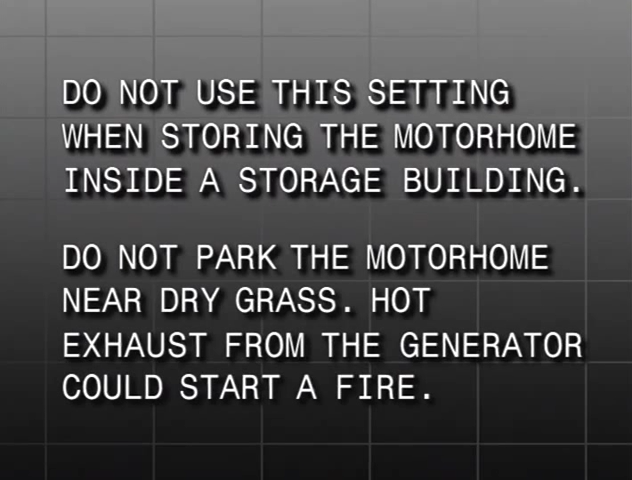 DO NOT USE THIS SETTING
WHEN STORING THE MOTORHOME
INSIDE A STORAGE BUILDING.
DO NOT PARK THE MOTORHOME
NEAR DRY GRASS. HOT
EXHAUST FROM THE GENERATOR
COULD START A FIRE.